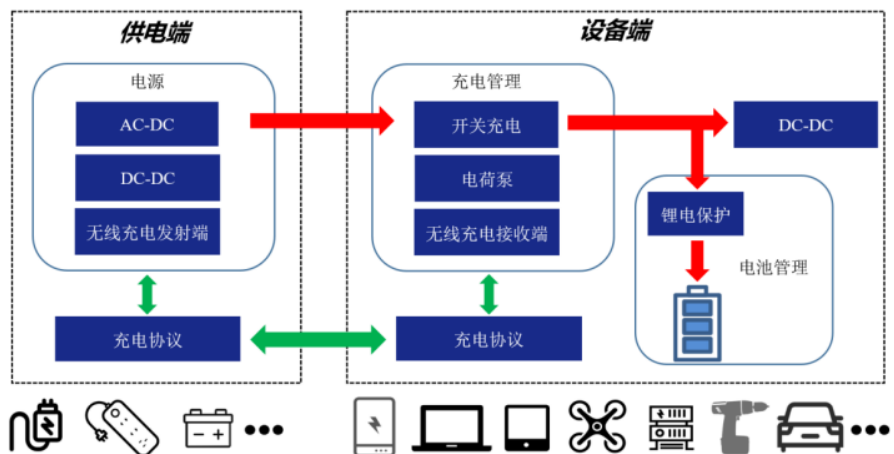 供电端
电源
AC-DC
DC-DC
无线充电发射端
充电协议
设备端
充电管理
开关充电
电荷泵
无线充电接收端
充电协议
DC-DC
锂电保护
电池管理